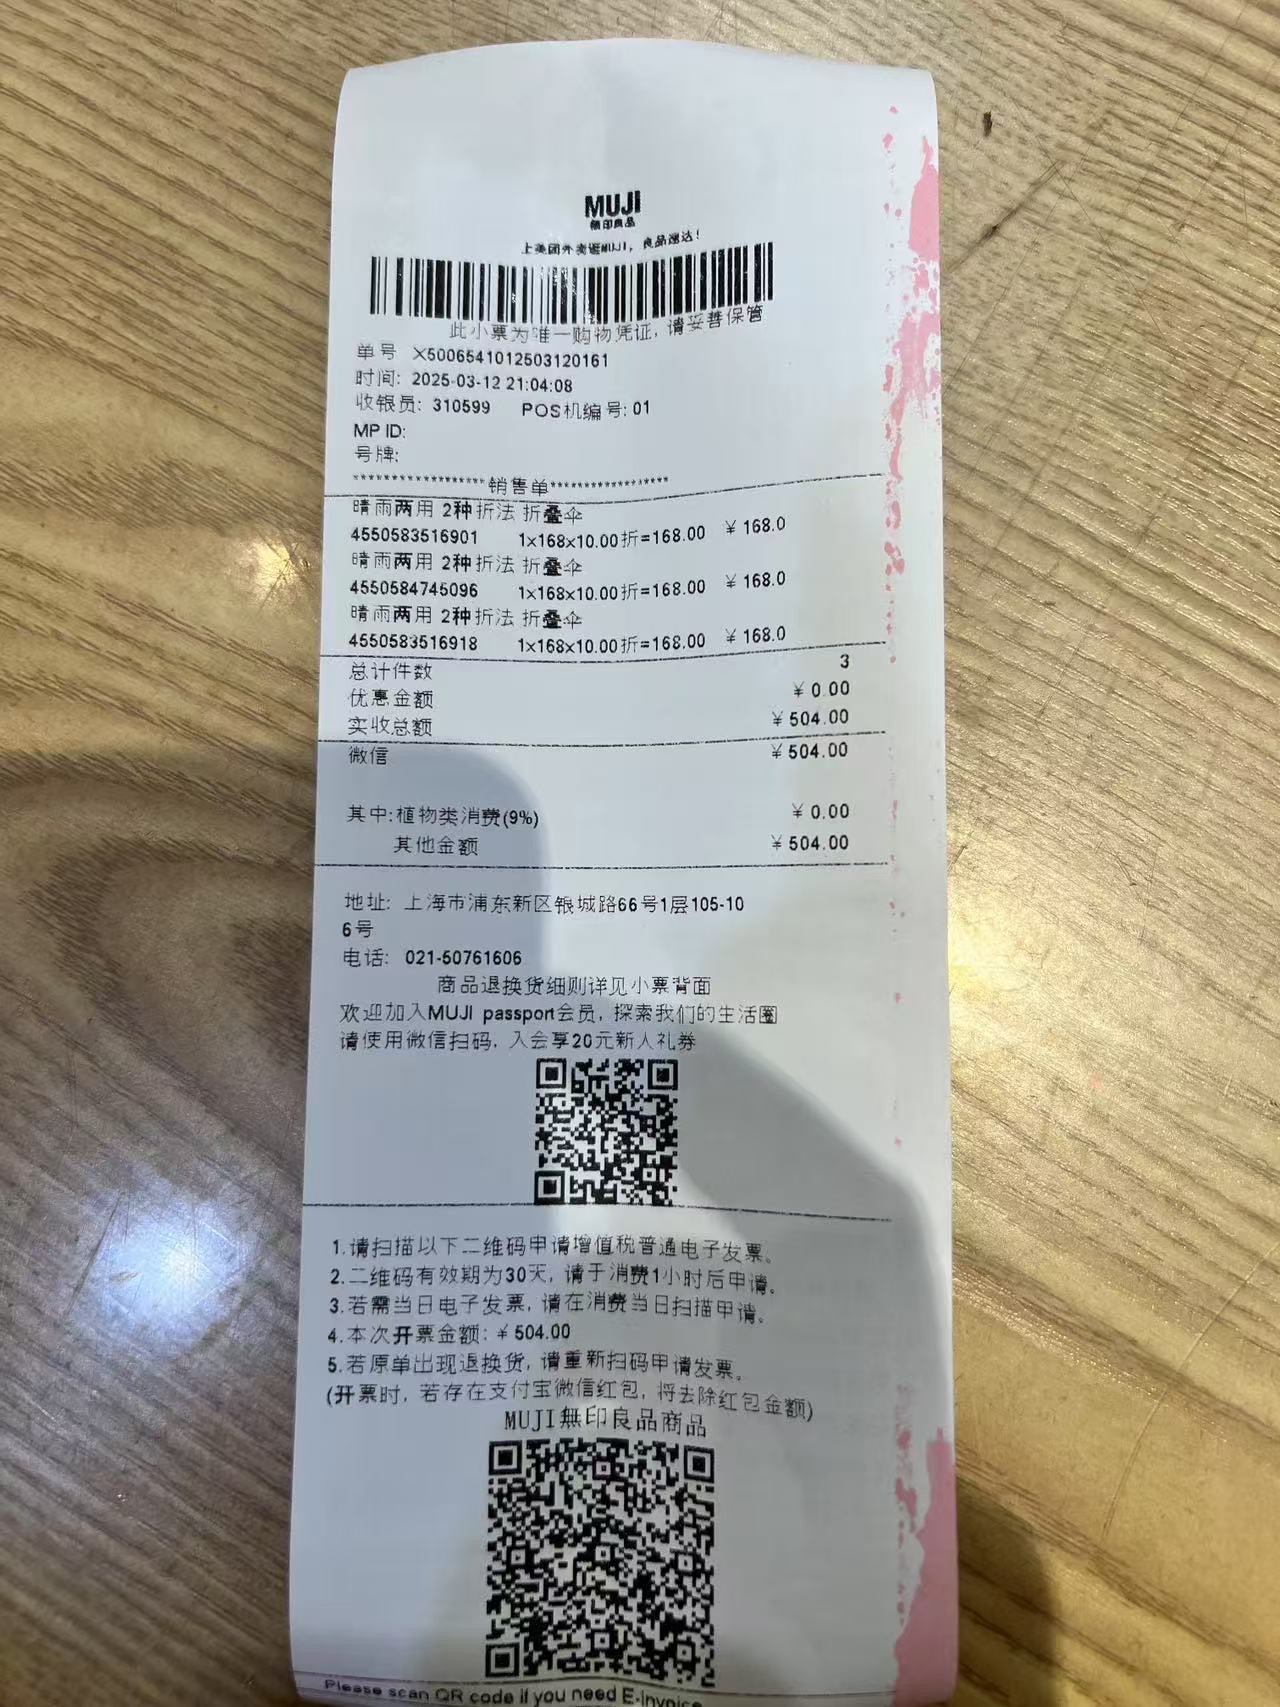 MUJI
無印良品
上美团外卖逛MUJI，良品速达！
此小票为唯一购物凭证，请妥善保管
单号 X5006541012503120161
时间: 2025-03-12 21:04:08
收银员: 310599 POS机编号: 01
MP ID:
号牌:
******************销售单*****************
晴雨两用 2种折法 折叠伞
4550583516901 1x168x10.00折=168.00 ¥ 168.0
晴雨两用 2种折法 折叠伞
4550584745096 1x168x10.00折=168.00 ¥ 168.0
晴雨两用 2种折法 折叠伞
4550583516918 1x168x10.00折=168.00 ¥ 168.0
总计件数 3
优惠金额 ¥ 0.00
实收总额 ¥ 504.00
微信 ¥ 504.00
其中:植物类消费(9%) ¥ 0.00
其他金额 ¥ 504.00
地址: 上海市浦东新区银城路66号1层105-10
6号
电话: 021-50761606
商品退换货细则详见小票背面
欢迎加入MUJI passport会员, 探索我们的生活圈
请使用微信扫码, 入会享20元新人礼券
1.请扫描以下二维码申请增值税普通电子发票。
2.二维码有效期为30天, 请于消费1小时后申请。
3.若需当日电子发票, 请在消费当日扫描申请。
4.本次开票金额: ¥ 504.00
5.若原单出现退换货, 请重新扫码申请发票。
(开票时, 若存在支付宝微信红包, 将去除红包金额)
MUJI無印良品商品
Please scan QR code if you need E-invoice